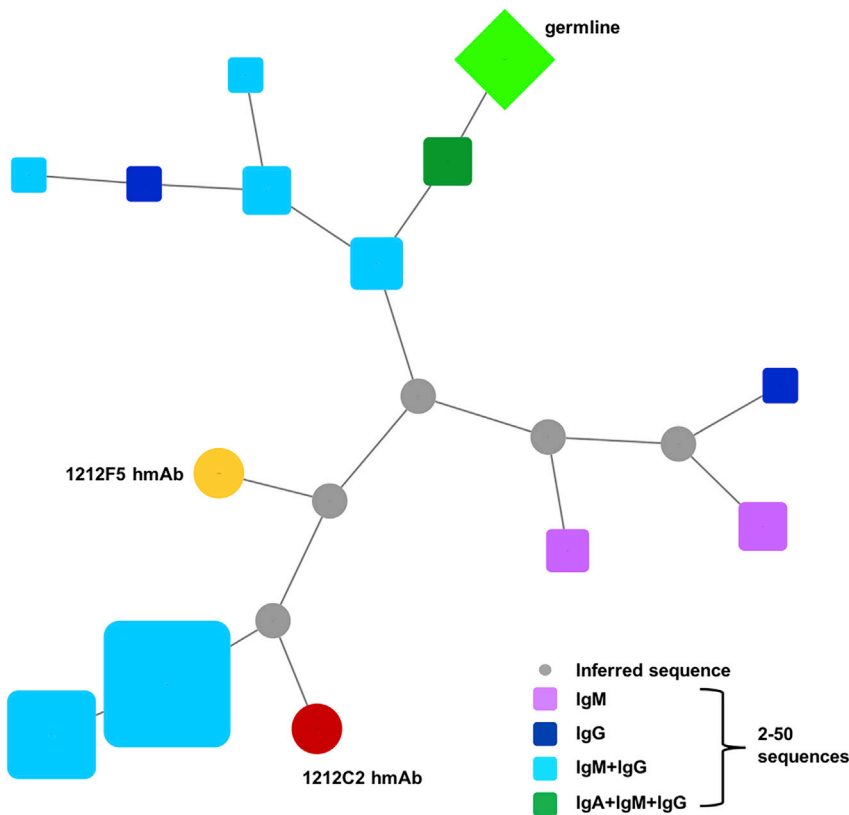 germline
1212F5 hmAb
1212C2 hmAb
Inferred sequence
IgM
IgG
IgM+IgG
IgA+IgM+IgG
2-50
sequences